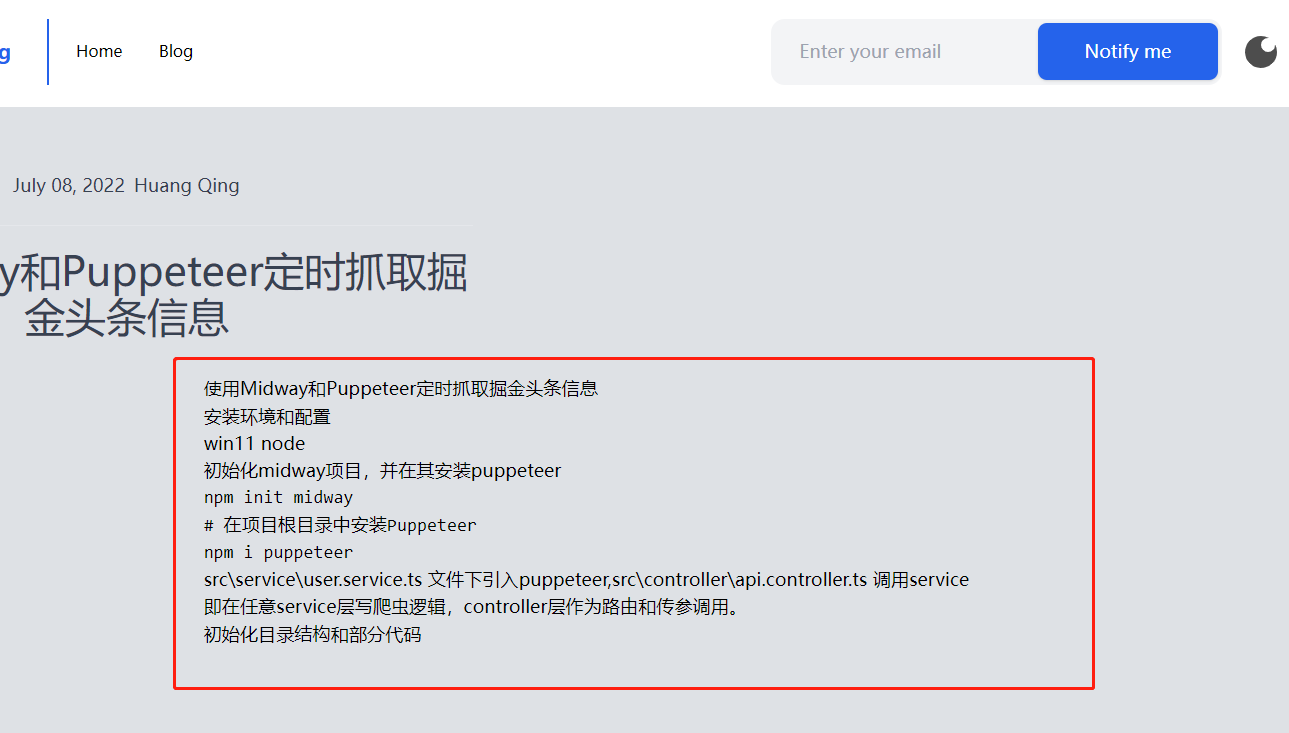 g
Home
Blog
Enter your email
Notify me
July 08, 2022 Huang Qing
y和Puppeteer定时抓取掘
金头条信息
使用Midway和Puppeteer定时抓取掘金头条信息
安装环境和配置
win11 node
初始化midway项目，并在其安装puppeteer
npm init midway
# 在项目根目录中安装Puppeteer
npm i puppeteer
src\service\user.service.ts 文件下引入puppeteer,src\controller\api.controller.ts 调用service
即在任意service层写爬虫逻辑，controller层作为路由和传参调用。
初始化目录结构和部分代码